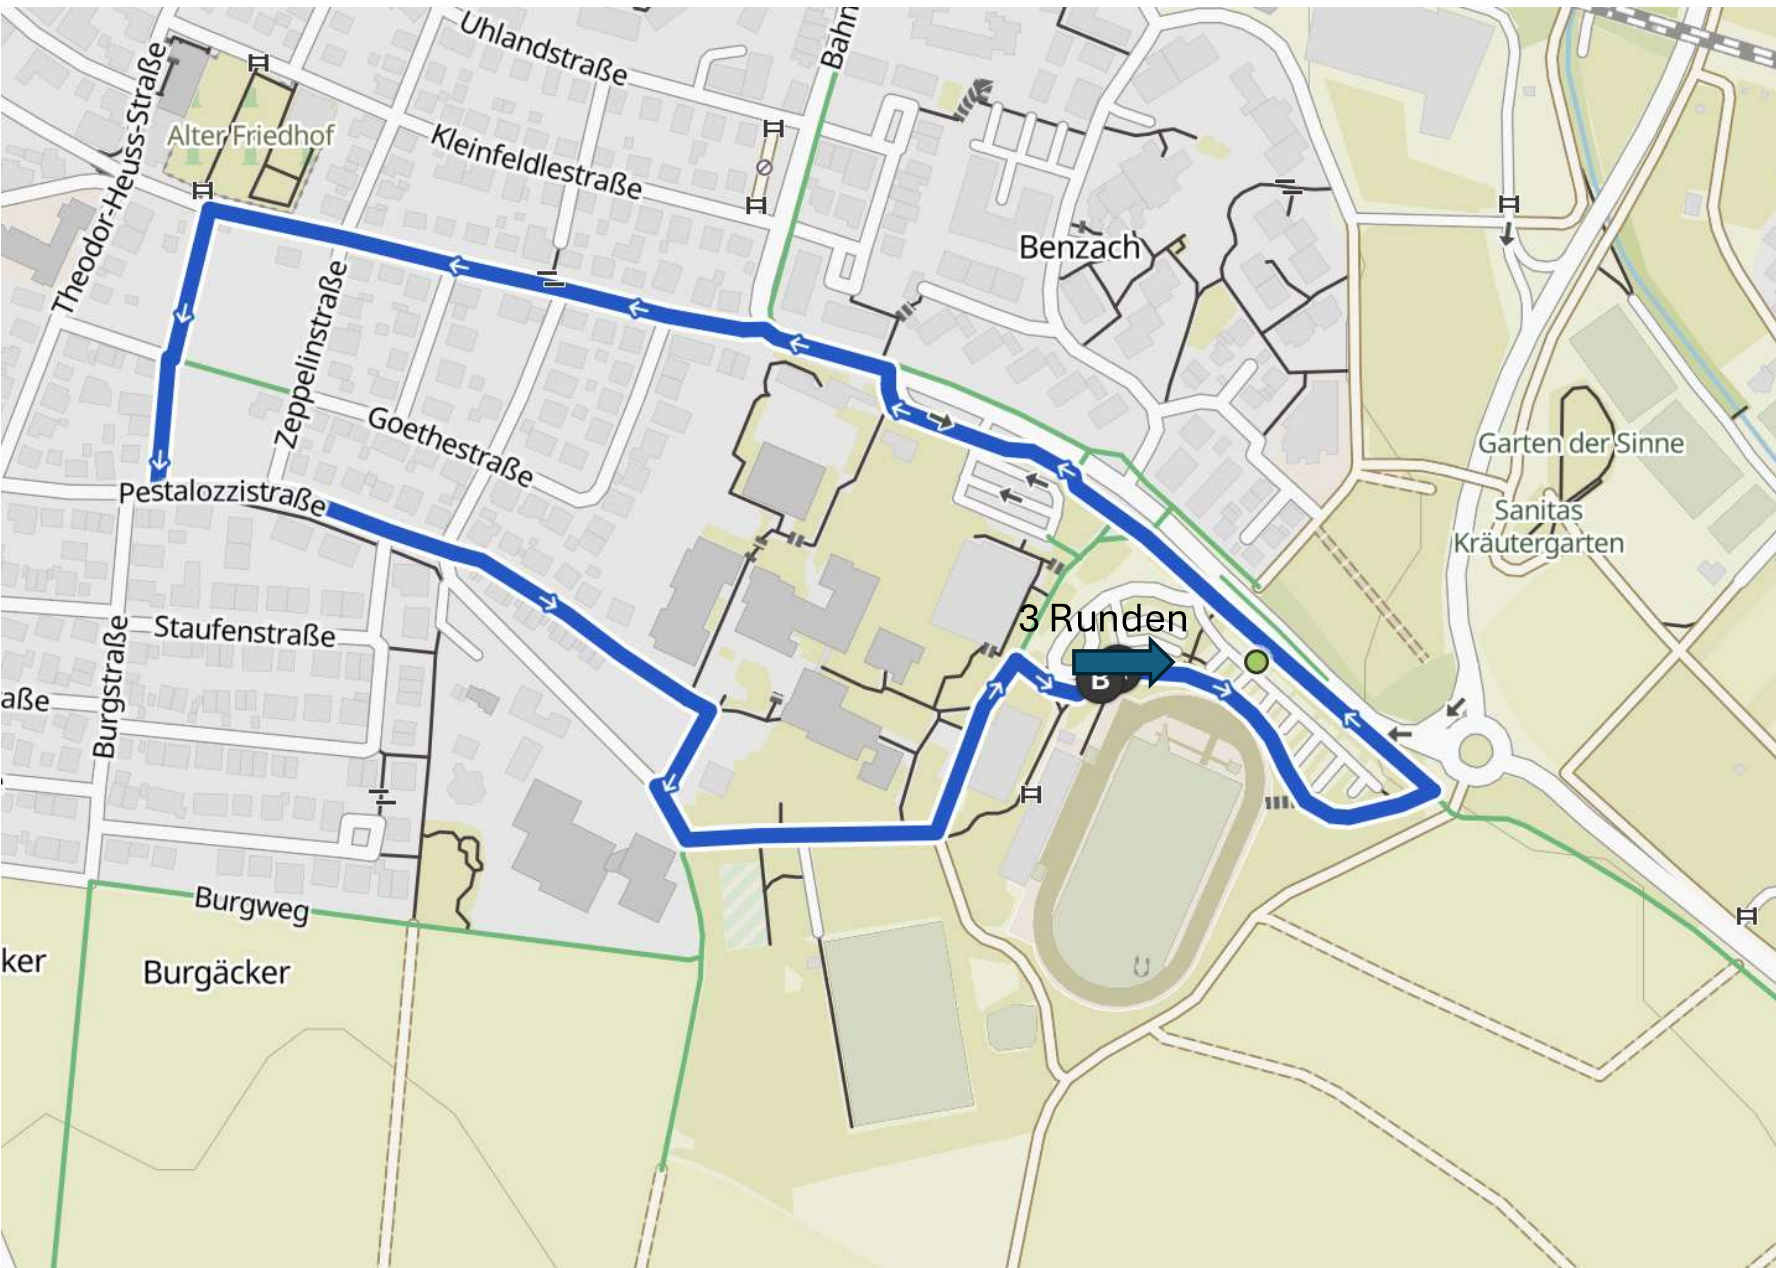 Uhlandstraße
Bahn
Theodor-Heuss-Straße
Alter Friedhof
Kleinfeldlestraße
Benzach
Zeppelinstraße
Goethestraße
Garten der Sinne
Pestalozzistraße
Sanitas
Kräutergarten
3 Runden
Staufenstraße
B
aße
Burgstraße
Burgweg
ker
Burgäcker